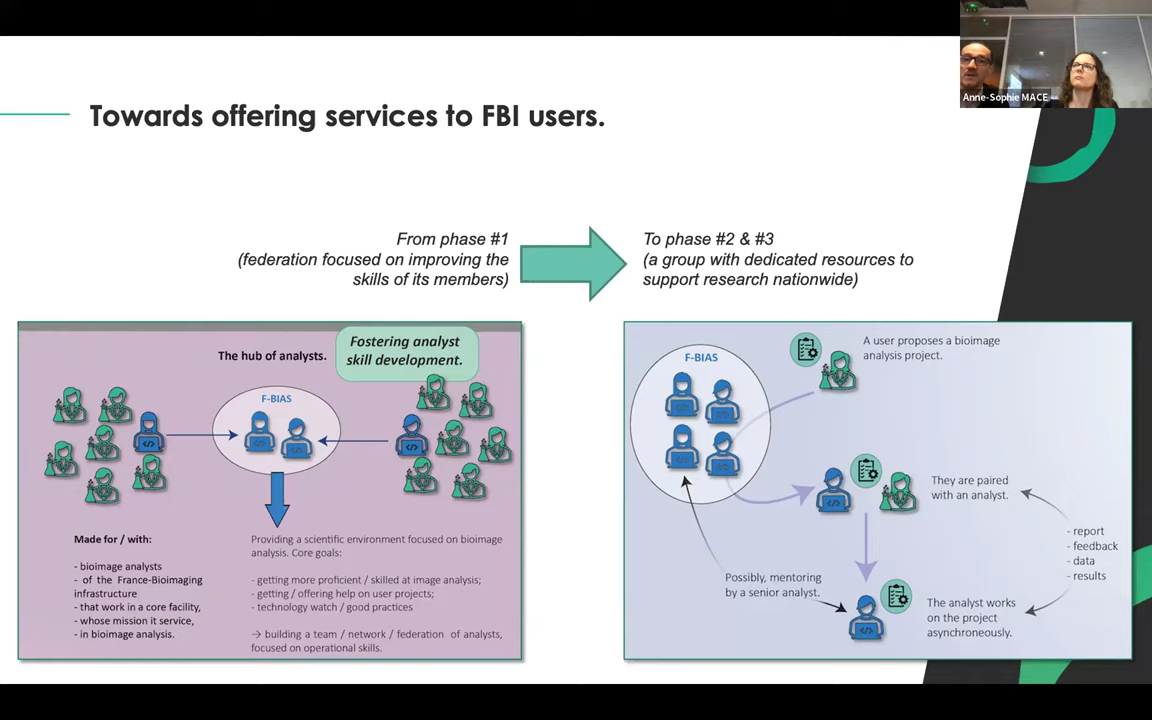 Anne-Sophie MACE
Towards offering services to FBI users.
From phase #1
(federation focused on improving the
skills of its members)
To phase #2 & #3
(a group with dedicated resources to
support research nationwide)
The hub of analysts.
Fostering analyst
skill development.
F-BIAS
Made for / with:
- bioimage analysts
- of the France-Bioimaging
infrastructure
- that work in a core facility,
- whose mission it service,
- in bioimage analysis.
Providing a scientific environment focused on bioimage
analysis. Core goals:
- getting more proficient / skilled at image analysis;
- getting / offering help on user projects;
- technology watch / good practices
→ building a team / network / federation of analysts,
focused on operational skills.
F-BIAS
A user proposes a bioimage
analysis project.
They are paired
with an analyst.
- report
- feedback
- data
- results
Possibly, mentoring
by a senior analyst.
The analyst works
on the project
asynchroneously.